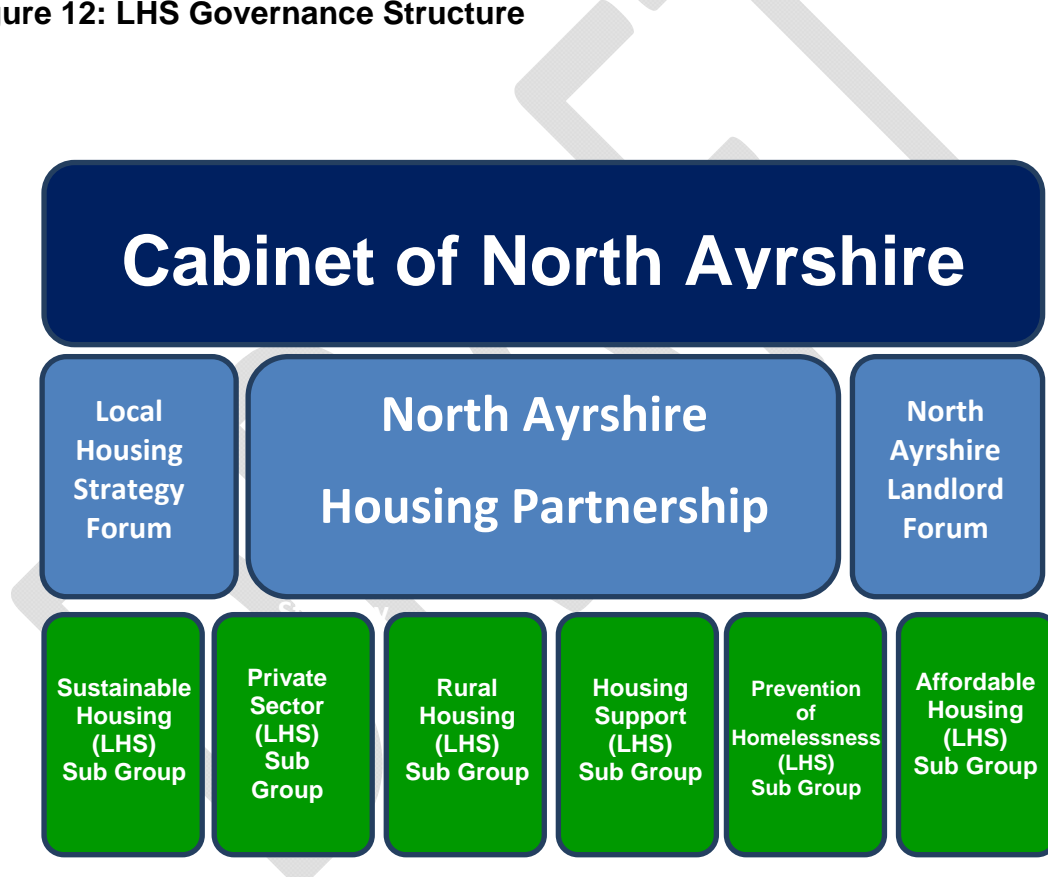 gure 12: LHS Governance Structure
Cabinet of North Ayrshire
Local
Housing
Strategy
Forum
North Ayrshire
Housing Partnership
North
Ayrshire
Landlord
Forum
Sustainable
Housing
(LHS)
Sub Group
Private
Sector
(LHS)
Sub
Group
Rural
Housing
(LHS)
Sub Group
Housing
Support
(LHS)
Sub Group
Prevention
of
Homelessness
(LHS)
Sub Group
Affordable
Housing
(LHS)
Sub Group